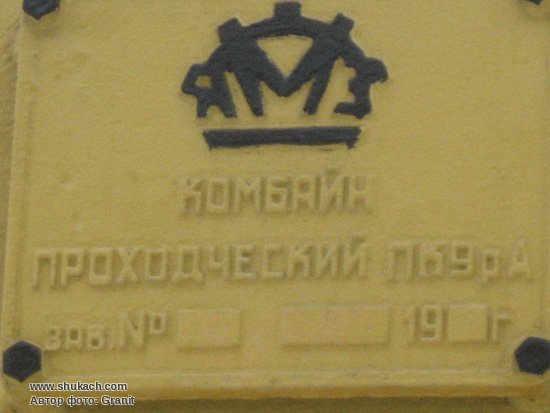 ЯМЗ
КОМБАЙН
ПРОХОДЧЕСКИЙ ПК9рА
зав.№
19 г
www.shukach.com
Автор фото: Granit